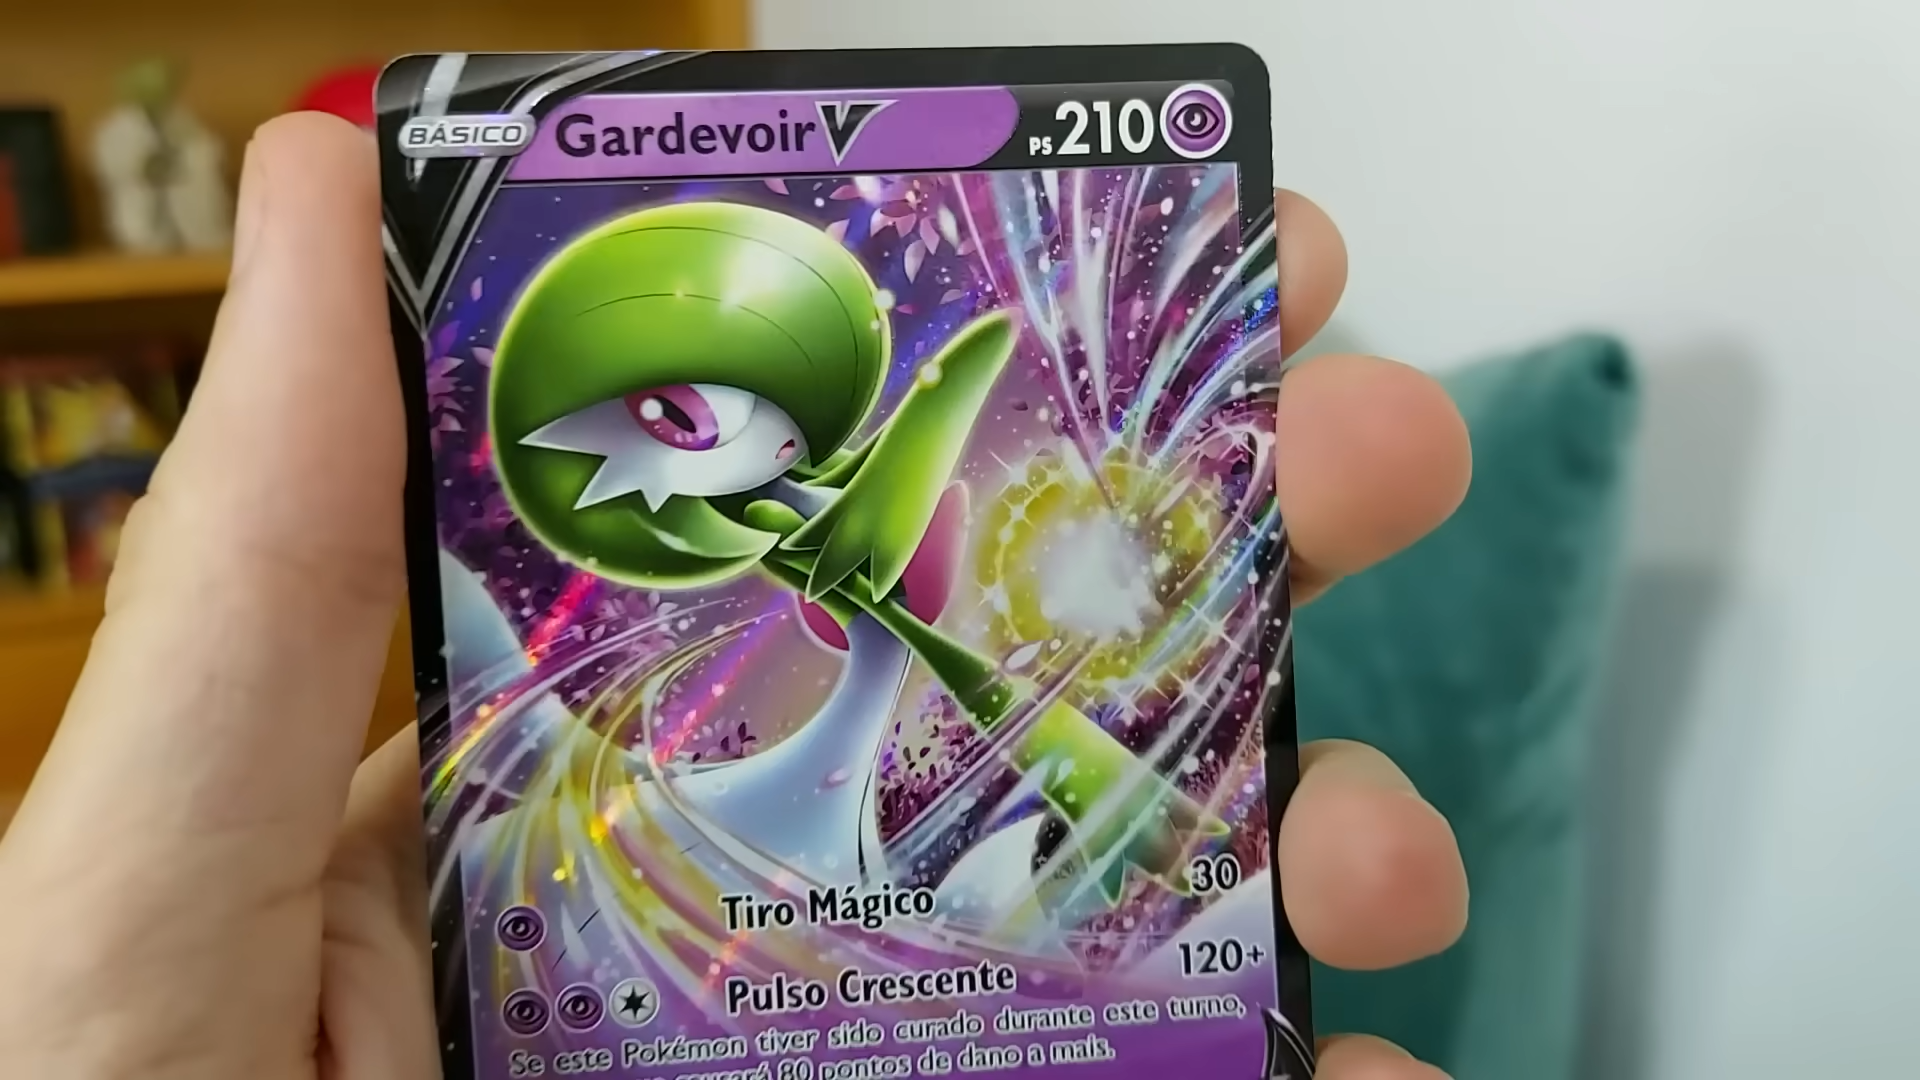 BÁSICO Gardevoir V PS 210
Tiro Mágico 30
Pulso Crescente 120+
Se este Pokémon tiver sido curado durante este turno,
causará 80 pontos de dano a mais.